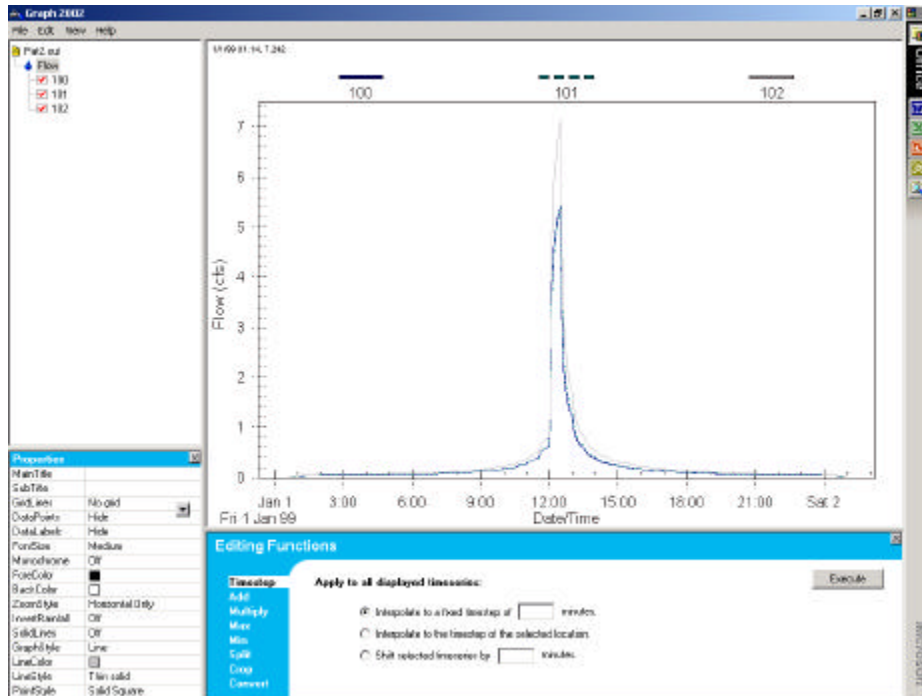 Graph 2002
File Edit View Help
Flow
100
101
102
100 101 102
7
6
5
4
3
2
1
0
Flow (cfs)
Jan 1 3:00 6:00 9:00 12:00 15:00 18:00 21:00 Sat 2
Fri 1 Jan 99
Date/Time
Properties
MainTitle
SubTitle
GridLines No grid
DataPoints Hide
DataLabels Hide
FontSize Medium
Monochrome Off
ForeColor
BackColor
ZoomStyle Horizontal Only
InvertRainfall Off
SolidLines Off
GraphStyle Line
LineColor
LineStyle Thin solid
PointStyle Solid Square
Editing Functions
Timestep
Add
Multiply
Max
Min
Split
Crop
Convert
Apply to all displayed timeseries:
Execute
Interpolate to a fixed timestep of minutes.
Interpolate to the timestep of the selected location.
Shift selected timeseries by minutes.
Office
Microsoft